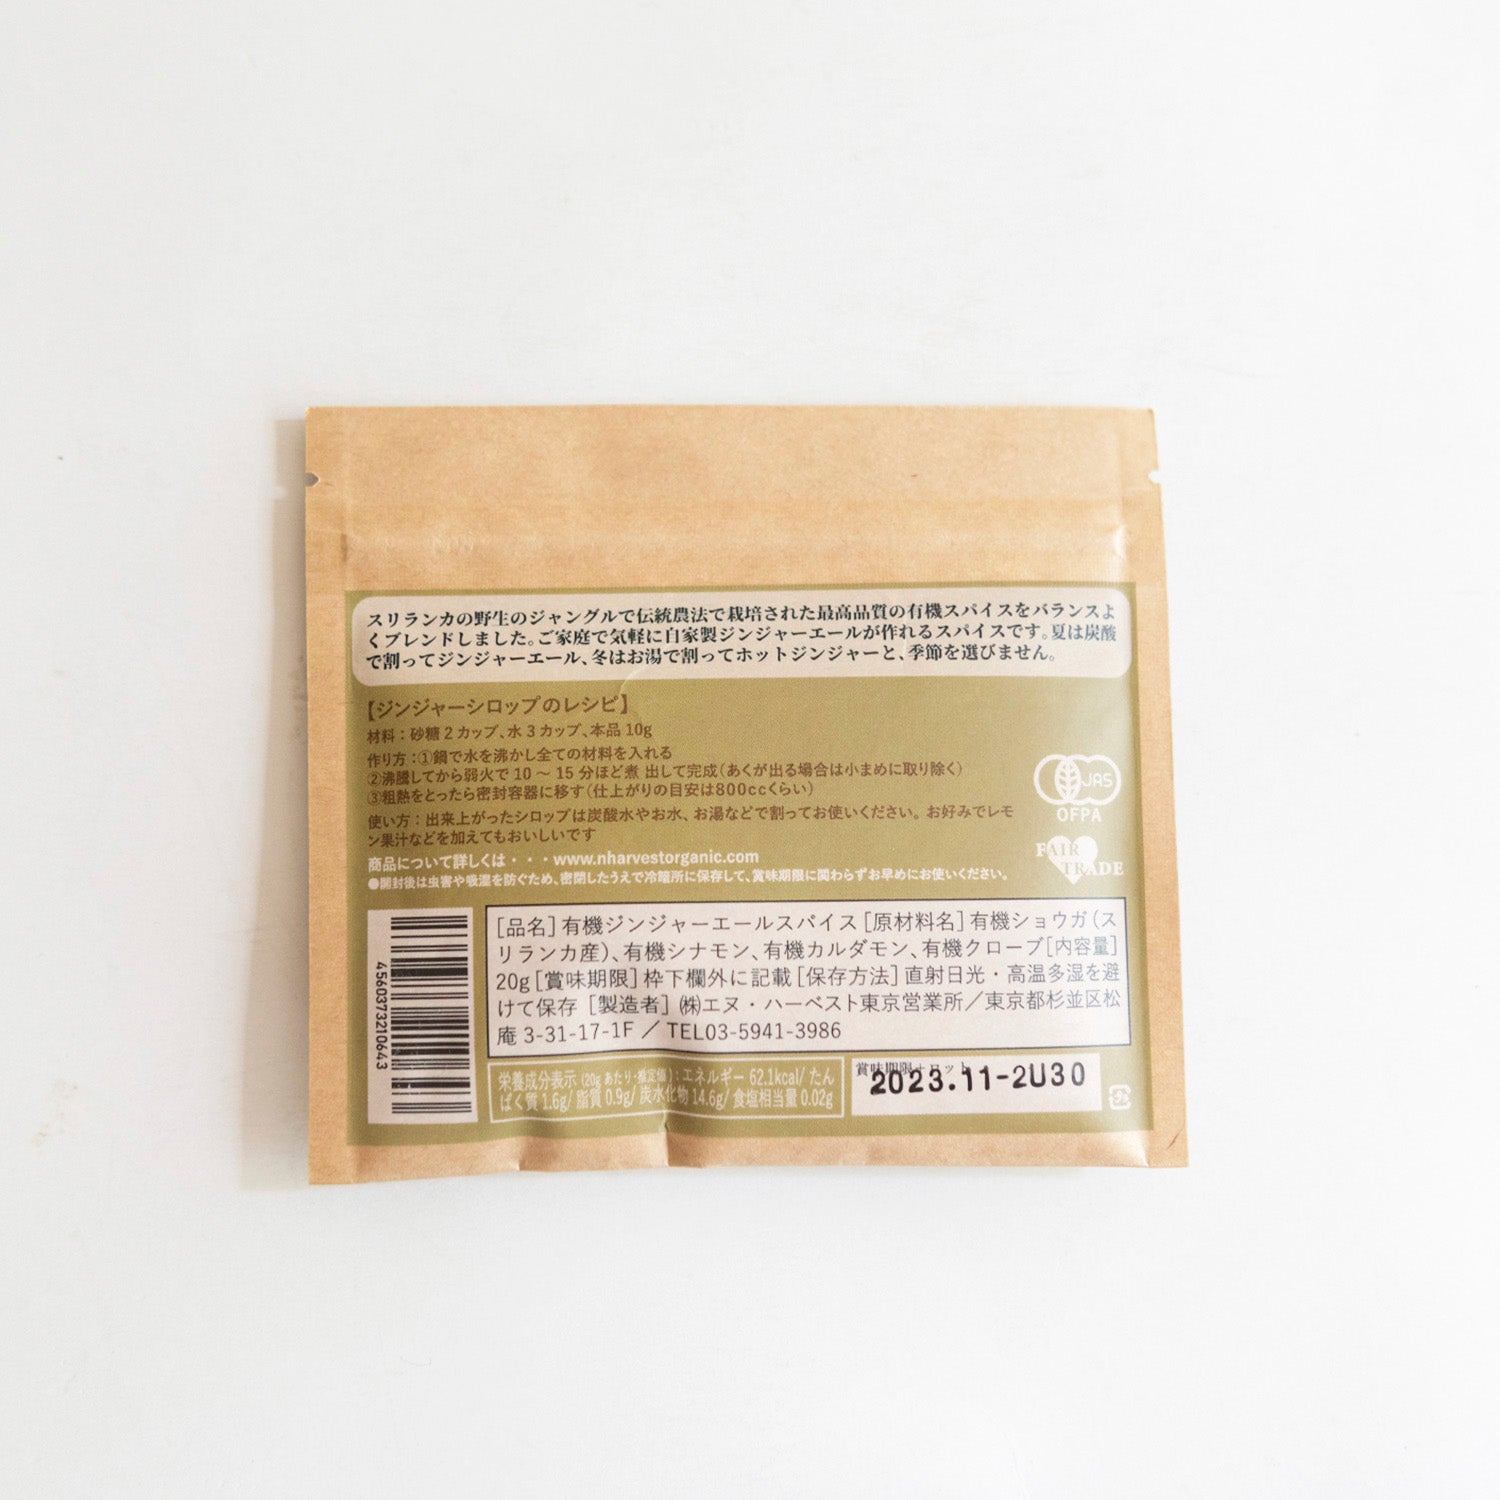 スリランカの野生のジャングルで伝統農法で栽培された最高品質の有機スパイスをバランスよ
くブレンドしました。ご家庭で気軽に自家製ジンジャーエールが作れるスパイスです。夏は炭酸
で割ってジンジャーエール、冬はお湯で割ってホットジンジャーと、季節を選びません。
【ジンジャーシロップのレシピ】
材料：砂糖2カップ、水3カップ、本品10g
作り方：①鍋で水を沸かし全ての材料を入れる
②沸騰してから弱火で10～15分ほど煮 出して完成（あくが出る場合は小まめに取り除く）
③粗熱をとったら密封容器に移す（仕上がりの目安は800ccくらい）
使い方：出来上がったシロップは炭酸水やお水、お湯などで割ってお使いください。お好みでレモ
ン果汁などを加えてもおいしいです
商品について詳しくは・・・www.nharvestorganic.com
●開封後は虫害や吸湿を防ぐため、密閉したうえで冷暗所に保存して、賞味期限に関わらずお早めにお使いください。
JAS
OFPA
FAIR
TRADE
4560373210643
[品名]有機ジンジャーエールスパイス[原材料名]有機ショウガ（ス
リランカ産）、有機シナモン、有機カルダモン、有機クローブ[内容量]
20g[賞味期限]枠下欄外に記載[保存方法]直射日光・高温多湿を避
けて保存 [製造者] ㈱エヌ・ハーベスト東京営業所／東京都杉並区松
庵 3-31-17-1F ／ TEL03-5941-3986
栄養成分表示(20gあたり・推定値)：エネルギー 62.1kcal/ たん
ぱく質 1.6g/ 脂質 0.9g/ 炭水化物 14.6g/ 食塩相当量 0.02g
賞味期限+ロット
2023.11-2U30
プラ